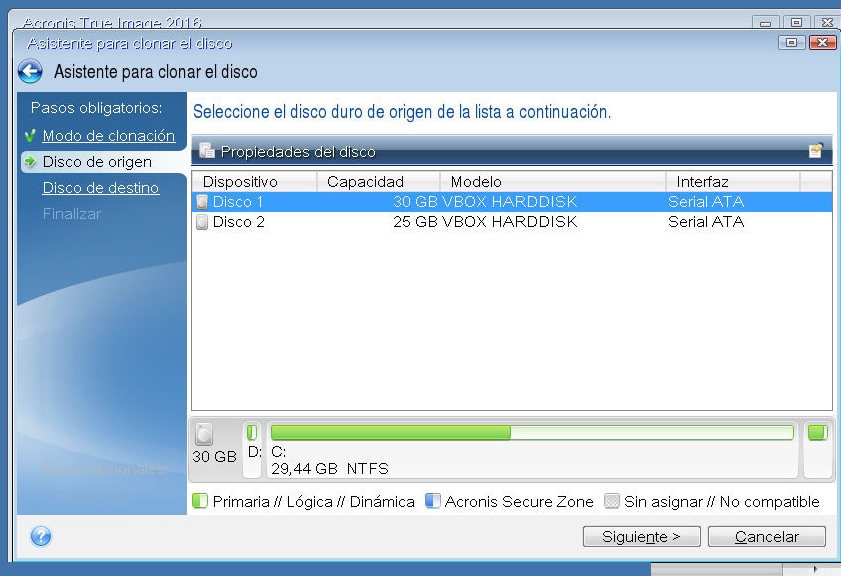 Acronis True Image 2016
Asistente para clonar el disco
Asistente para clonar el disco
Pasos obligatorios:
Modo de clonación
Disco de origen
Disco de destino
Finalizar
Seleccione el disco duro de origen de la lista a continuación.
Propiedades del disco
Dispositivo Capacidad Modelo Interfaz
Disco 1 30 GB VBOX HARDDISK Serial ATA
Disco 2 25 GB VBOX HARDDISK Serial ATA
30 GB
D:
C:
29,44 GB NTFS
Primaria // Lógica // Dinámica Acronis Secure Zone Sin asignar // No compatible
Siguiente > Cancelar